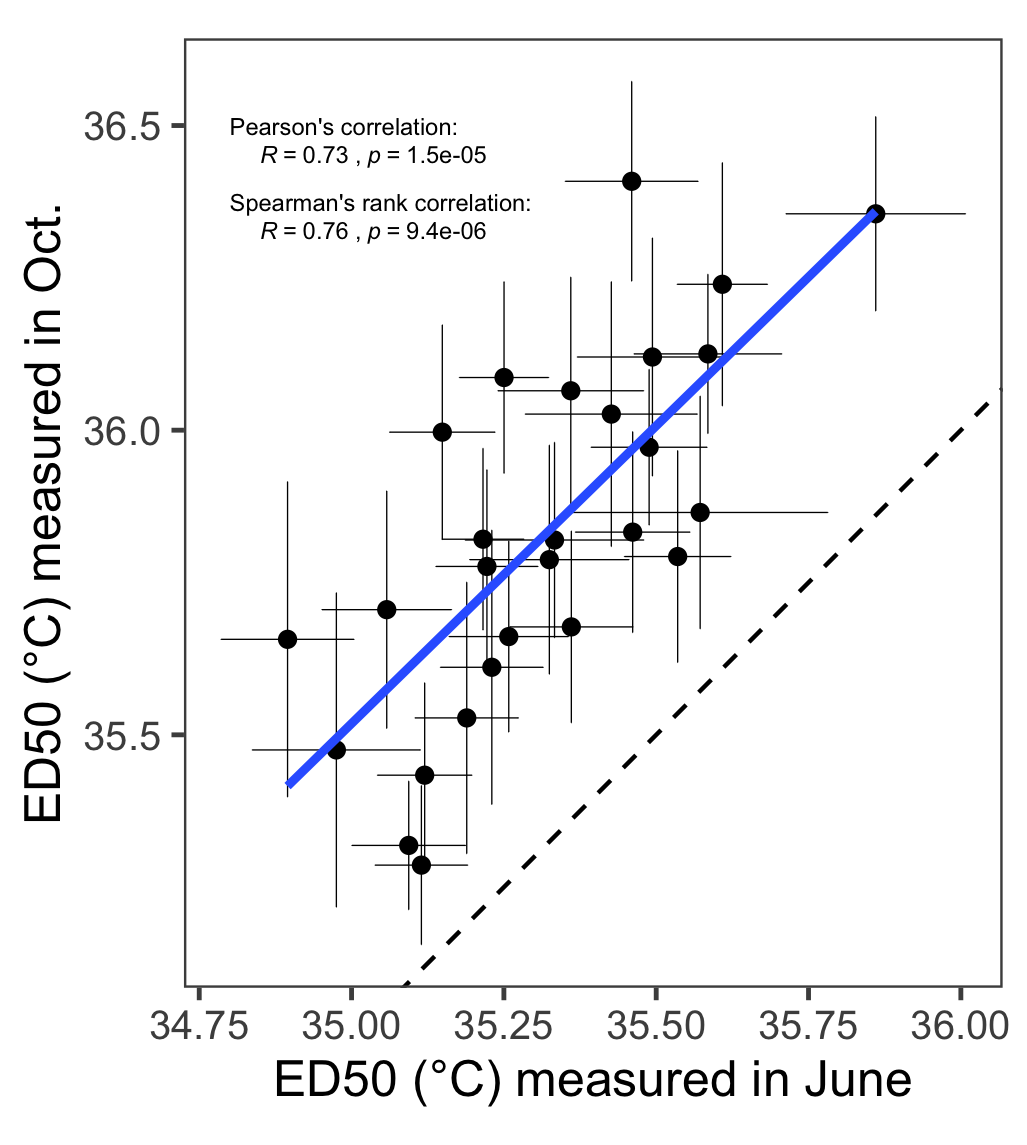 Pearson's correlation:
R = 0.73 , p = 1.5e-05
Spearman's rank correlation:
R = 0.76 , p = 9.4e-06
ED50 (°C) measured in Oct.
36.5
36.0
35.5
34.75 35.00 35.25 35.50 35.75 36.00
ED50 (°C) measured in June